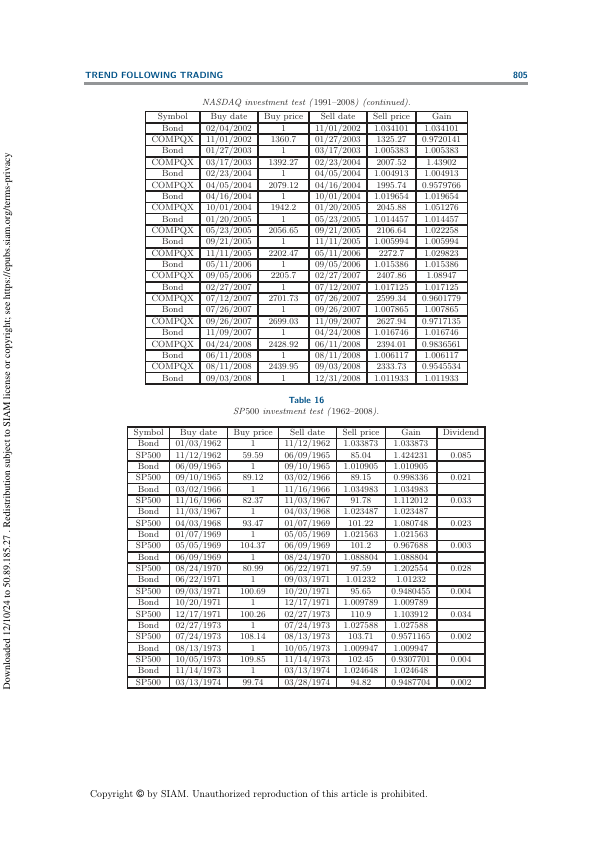 TREND FOLLOWING TRADING 805
NASDAQ investment test (1991–2008) (continued).
Symbol Buy date Buy price Sell date Sell price Gain
Bond 02/04/2002 1 11/01/2002 1.034101 1.034101
COMPQX 11/01/2002 1360.7 01/27/2003 1325.27 0.9720141
Bond 01/27/2003 1 03/17/2003 1.005383 1.005383
COMPQX 03/17/2003 1392.27 02/23/2004 2007.52 1.43902
Bond 02/23/2004 1 04/05/2004 1.004913 1.004913
COMPQX 04/05/2004 2079.12 04/16/2004 1995.74 0.9579766
Bond 04/16/2004 1 10/01/2004 1.019654 1.019654
COMPQX 10/01/2004 1942.2 01/20/2005 2045.88 1.051276
Bond 01/20/2005 1 05/23/2005 1.014457 1.014457
COMPQX 05/23/2005 2056.65 09/21/2005 2106.64 1.022258
Bond 09/21/2005 1 11/11/2005 1.005994 1.005994
COMPQX 11/11/2005 2202.47 05/11/2006 2272.7 1.029823
Bond 05/11/2006 1 09/05/2006 1.015386 1.015386
COMPQX 09/05/2006 2205.7 02/27/2007 2407.86 1.08947
Bond 02/27/2007 1 07/12/2007 1.017125 1.017125
COMPQX 07/12/2007 2701.73 07/26/2007 2599.34 0.9601779
Bond 07/26/2007 1 09/26/2007 1.007865 1.007865
COMPQX 09/26/2007 2699.03 11/09/2007 2627.94 0.9717135
Bond 11/09/2007 1 04/24/2008 1.016746 1.016746
COMPQX 04/24/2008 2428.92 06/11/2008 2394.01 0.9836561
Bond 06/11/2008 1 08/11/2008 1.006117 1.006117
COMPQX 08/11/2008 2439.95 09/03/2008 2333.73 0.9545534
Bond 09/03/2008 1 12/31/2008 1.011933 1.011933
Table 16
SP500 investment test (1962–2008).
Symbol Buy date Buy price Sell date Sell price Gain Dividend
Bond 01/03/1962 1 11/12/1962 1.033873 1.033873
SP500 11/12/1962 59.59 06/09/1965 85.04 1.424231 0.085
Bond 06/09/1965 1 09/10/1965 1.010905 1.010905
SP500 09/10/1965 89.12 03/02/1966 89.15 0.998336 0.021
Bond 03/02/1966 1 11/16/1966 1.034983 1.034983
SP500 11/16/1966 82.37 11/03/1967 91.78 1.112012 0.033
Bond 11/03/1967 1 04/03/1968 1.023487 1.023487
SP500 04/03/1968 93.47 01/07/1969 101.22 1.080748 0.023
Bond 01/07/1969 1 05/05/1969 1.021563 1.021563
SP500 05/05/1969 104.37 06/09/1969 101.2 0.967688 0.003
Bond 06/09/1969 1 08/24/1970 1.088804 1.088804
SP500 08/24/1970 80.99 06/22/1971 97.59 1.202554 0.028
Bond 06/22/1971 1 09/03/1971 1.01232 1.01232
SP500 09/03/1971 100.69 10/20/1971 95.65 0.9480455 0.004
Bond 10/20/1971 1 12/17/1971 1.009789 1.009789
SP500 12/17/1971 100.26 02/27/1973 110.9 1.103912 0.034
Bond 02/27/1973 1 07/24/1973 1.027588 1.027588
SP500 07/24/1973 108.14 08/13/1973 103.71 0.9571165 0.002
Bond 08/13/1973 1 10/05/1973 1.009947 1.009947
SP500 10/05/1973 109.85 11/14/1973 102.45 0.9307701 0.004
Bond 11/14/1973 1 03/13/1974 1.024648 1.024648
SP500 03/13/1974 99.74 03/28/1974 94.82 0.9487704 0.002
Copyright © by SIAM. Unauthorized reproduction of this article is prohibited.
Downloaded 12/10/24 to 50.89.185.27 . Redistribution subject to SIAM license or copyright; see https://epubs.siam.org/terms-privacy